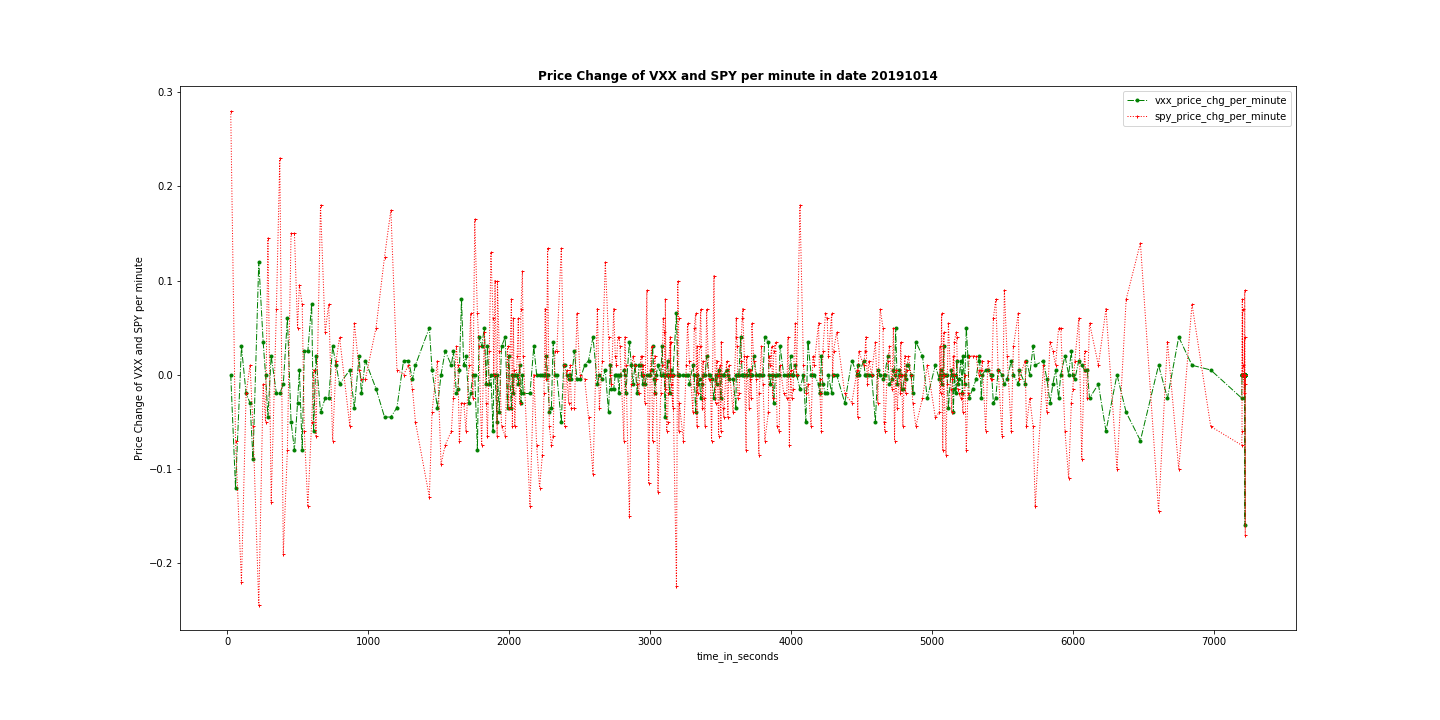 Price Change of VXX and SPY per minute in date 20191014
vxx_price_chg_per_minute
spy_price_chg_per_minute
Price Change of VXX and SPY per minute
0.3
0.2
0.1
0.0
−0.1
−0.2
0 1000 2000 3000 4000 5000 6000 7000
time_in_seconds